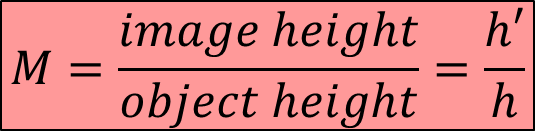 M = image height / object height = h′ / h